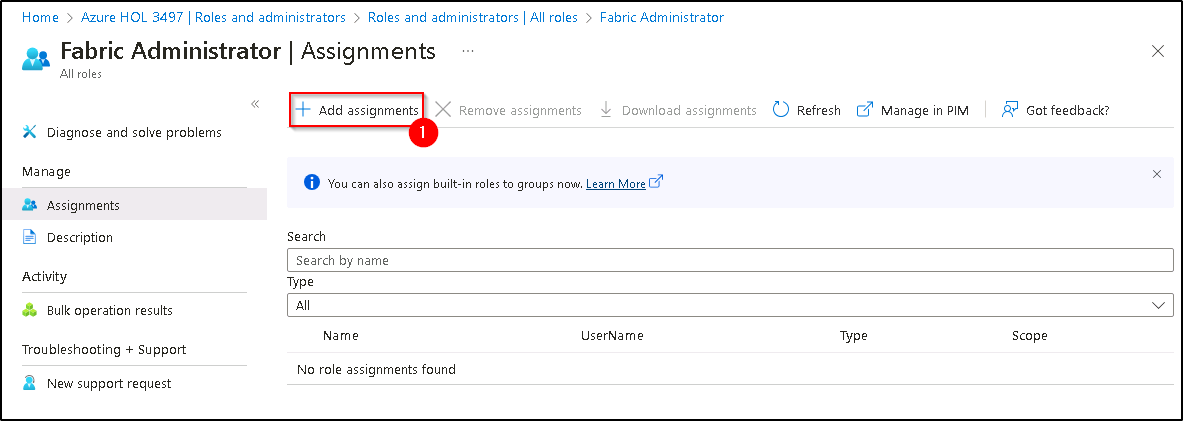 Home > Azure HOL 3497 | Roles and administrators > Roles and administrators | All roles > Fabric Administrator
Fabric Administrator | Assignments ...
All roles
Add assignments Remove assignments Download assignments Refresh Manage in PIM Got feedback?
1
Diagnose and solve problems
Manage
Assignments
Description
Activity
Bulk operation results
Troubleshooting + Support
New support request
You can also assign built-in roles to groups now. Learn More
Search
Search by name
Type
All
Name UserName Type Scope
No role assignments found